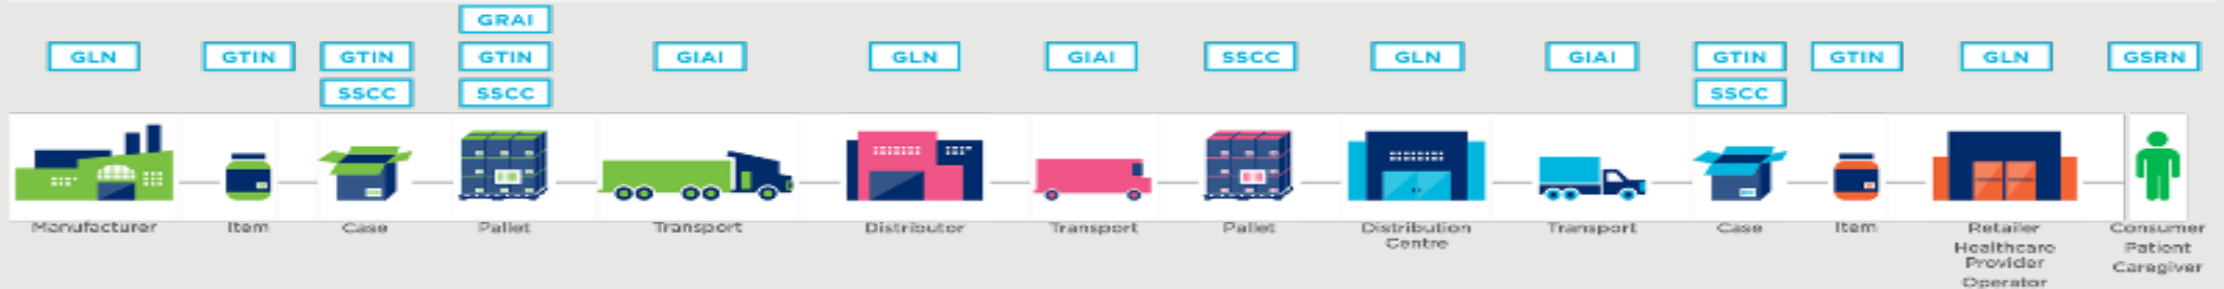 GRAI
GLN GTIN GTIN GTIN GIAI GLN GIAI SSCC GLN GIAI GTIN GTIN GLN GSRN
SSCC SSCC SSCC
Manufacturer Item Case Pallet Transport Distributor Transport Pallet Distribution Transport Case Item Retailer Consumer
Centre Healthcare Patient
Provider Caregiver
Operator